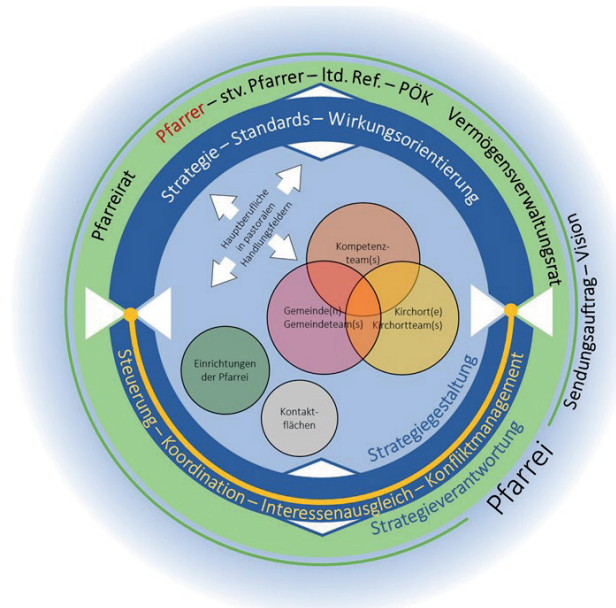 Pfarreirat
Pfarrer – stv. Pfarrer – ltd. Ref. – PÖK
Vermögensverwaltungsrat
Sendungsauftrag – Vision
Strategie – Standards – Wirkungsorientierung
Hauptberufliche
in pastoralen
Handlungsfeldern
Kompetenz-
team(s)
Gemeinde(n)
Gemeindeteam(s)
Kirchort(e)
Kirchortteam(s)
Einrichtungen
der Pfarrei
Kontakt-
flächen
Strategiegestaltung
Steuerung – Koordination – Interessenausgleich – Konfliktmanagement
Strategieverantwortung
Pfarrei